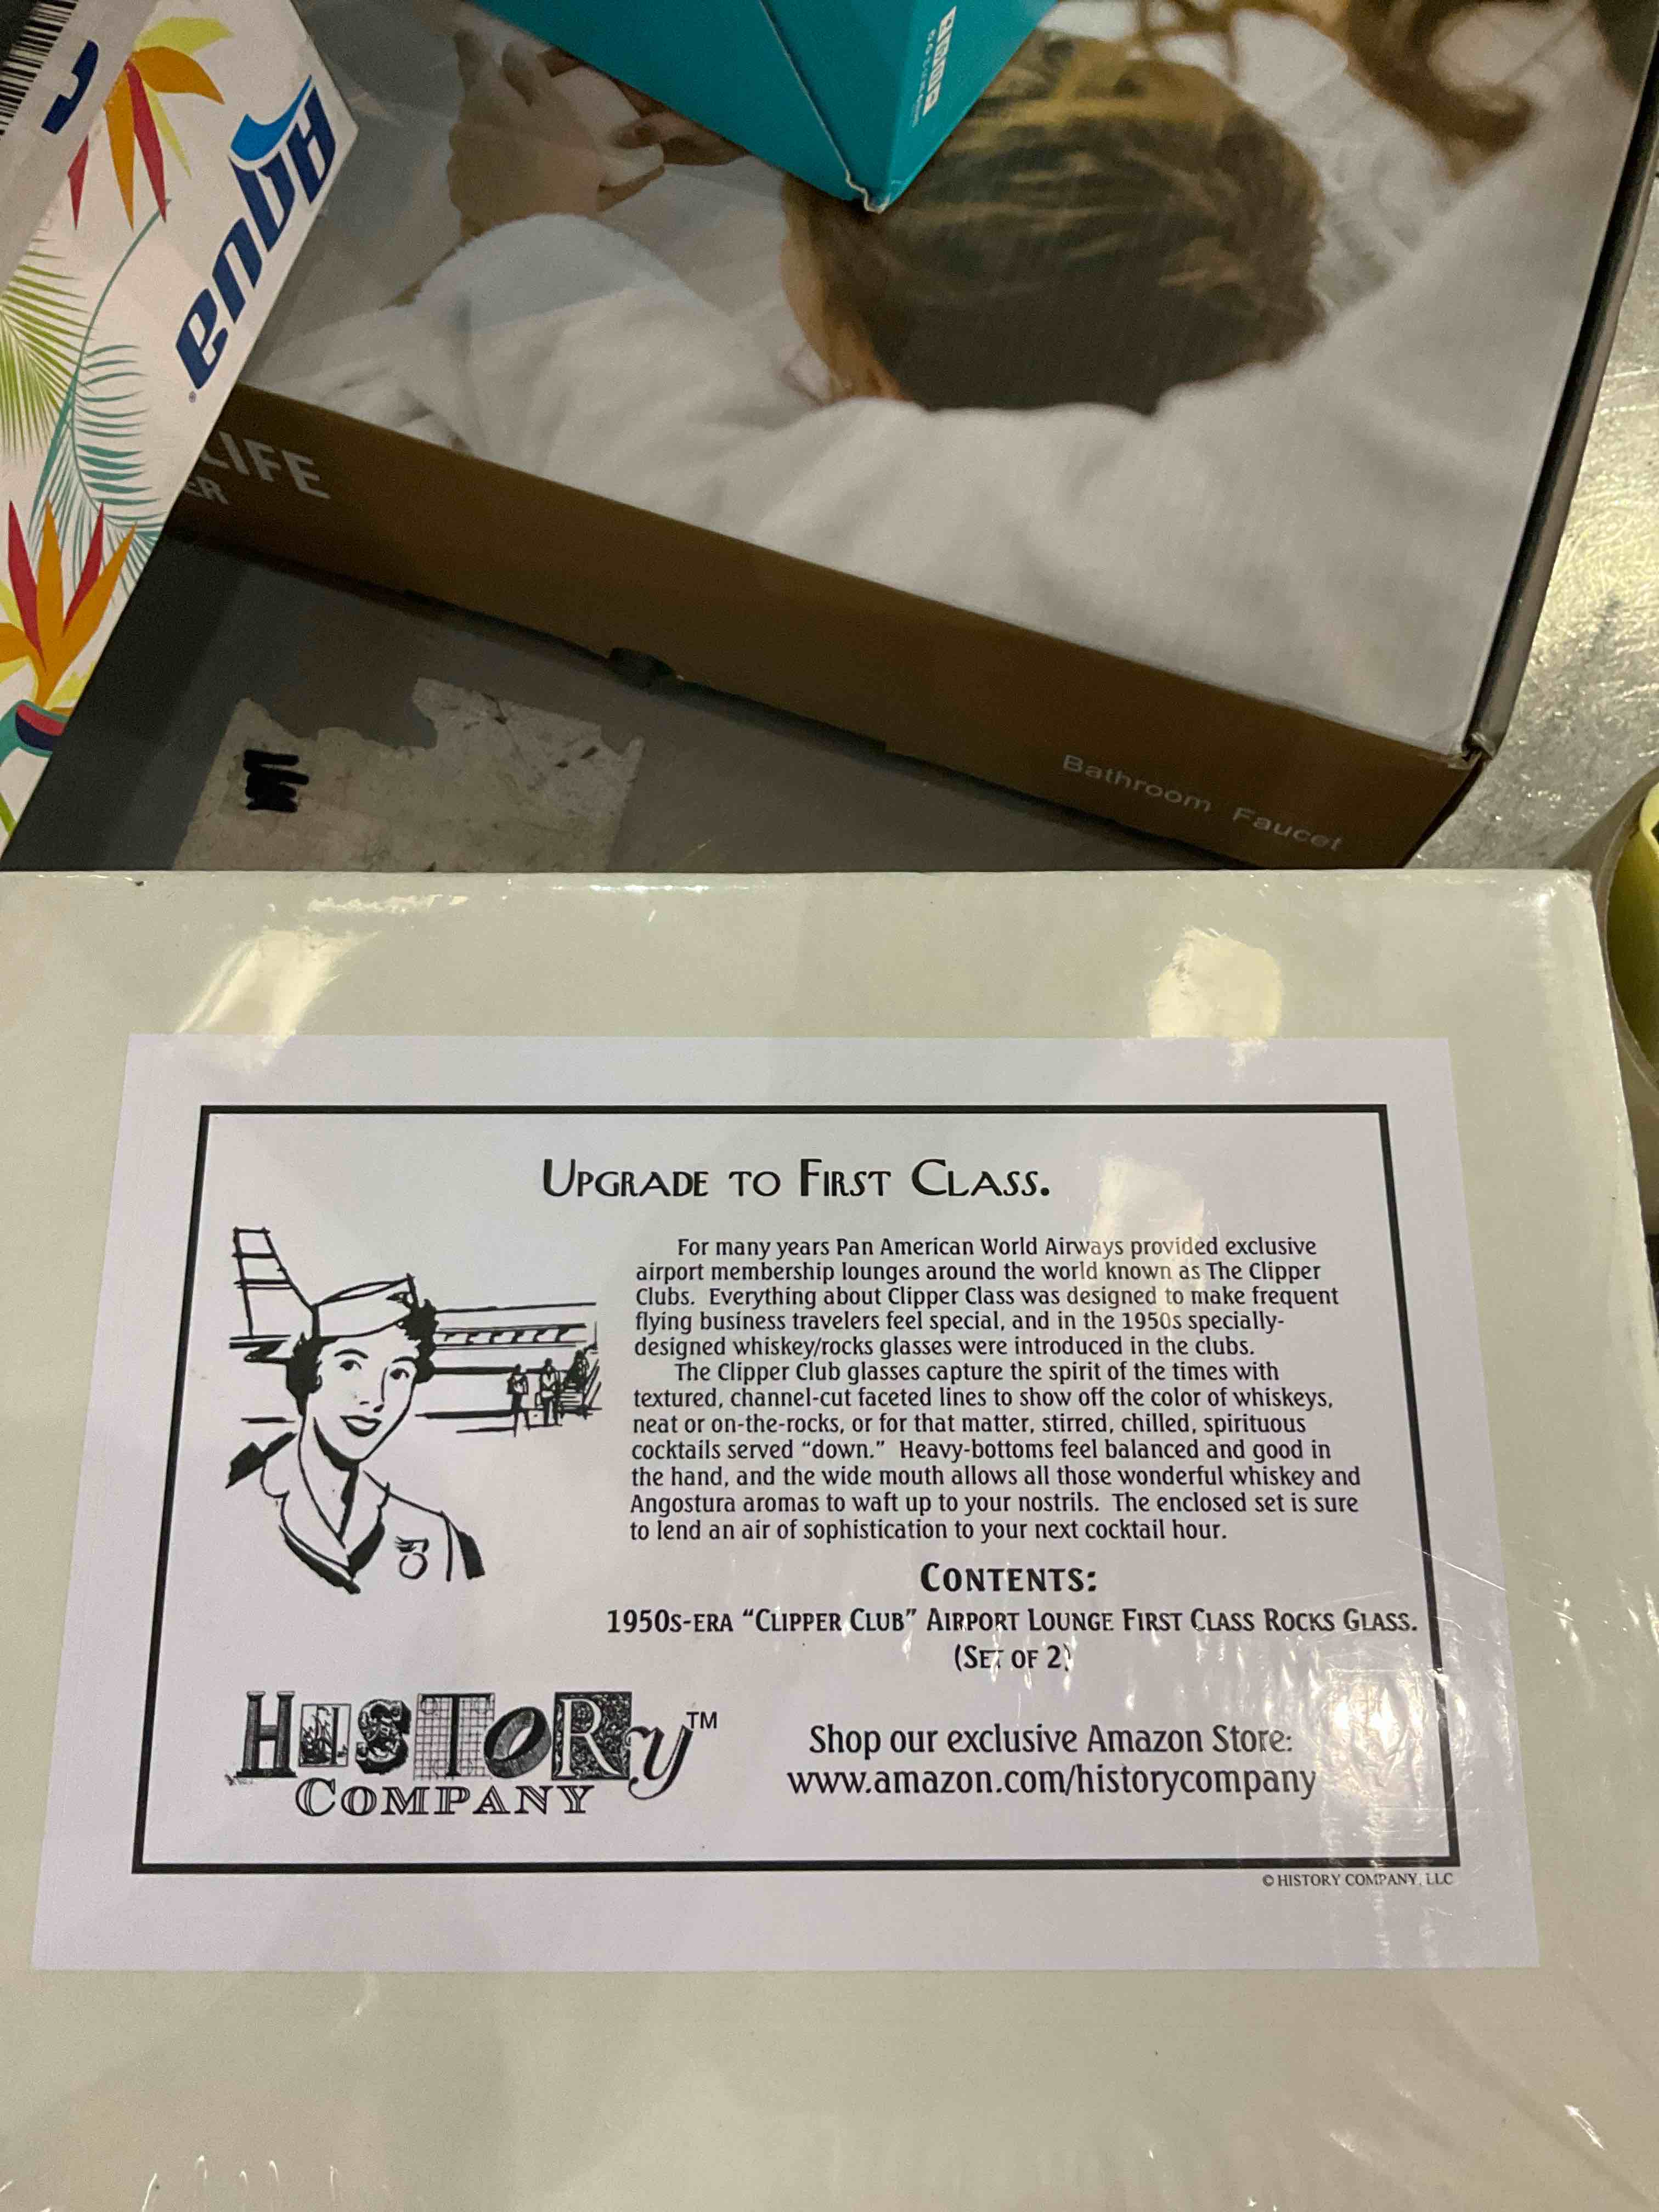 Aqua®
LIFE
ER
Bathroom Faucet
UPGRADE TO FIRST CLASS.
For many years Pan American World Airways provided exclusive
airport membership lounges around the world known as The Clipper
Clubs. Everything about Clipper Class was designed to make frequent
flying business travelers feel special, and in the 1950s specially-
designed whiskey/rocks glasses were introduced in the clubs.
The Clipper Club glasses capture the spirit of the times with
textured, channel-cut faceted lines to show off the color of whiskeys,
neat or on-the-rocks, or for that matter, stirred, chilled, spirituous
cocktails served “down.” Heavy-bottoms feel balanced and good in
the hand, and the wide mouth allows all those wonderful whiskey and
Angostura aromas to waft up to your nostrils. The enclosed set is sure
to lend an air of sophistication to your next cocktail hour.
CONTENTS:
1950S-ERA “CLIPPER CLUB” AIRPORT LOUNGE FIRST CLASS ROCKS GLASS.
(SET OF 2)
HISTORy™
COMPANY
Shop our exclusive Amazon Store:
www.amazon.com/historycompany
© HISTORY COMPANY, LLC